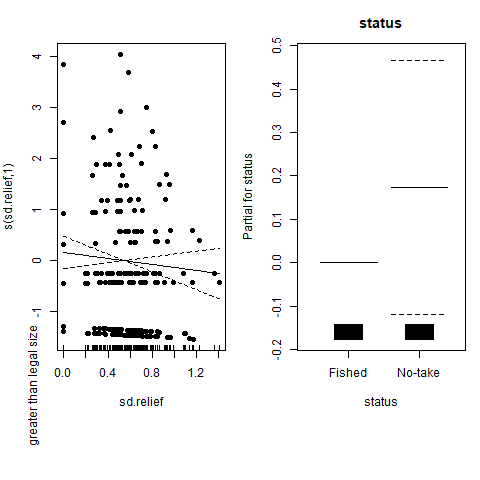 status
s(sd.relief,1)
greater than legal size
4
3
2
1
0
-1
0.0 0.4 0.8 1.2
sd.relief
Partial for status
0.5
0.4
0.3
0.2
0.1
0.0
-0.1
-0.2
Fished No-take
status